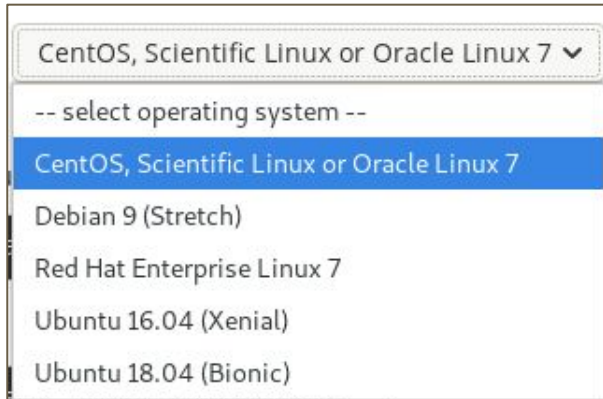 CentOS, Scientific Linux or Oracle Linux 7
-- select operating system --
CentOS, Scientific Linux or Oracle Linux 7
Debian 9 (Stretch)
Red Hat Enterprise Linux 7
Ubuntu 16.04 (Xenial)
Ubuntu 18.04 (Bionic)